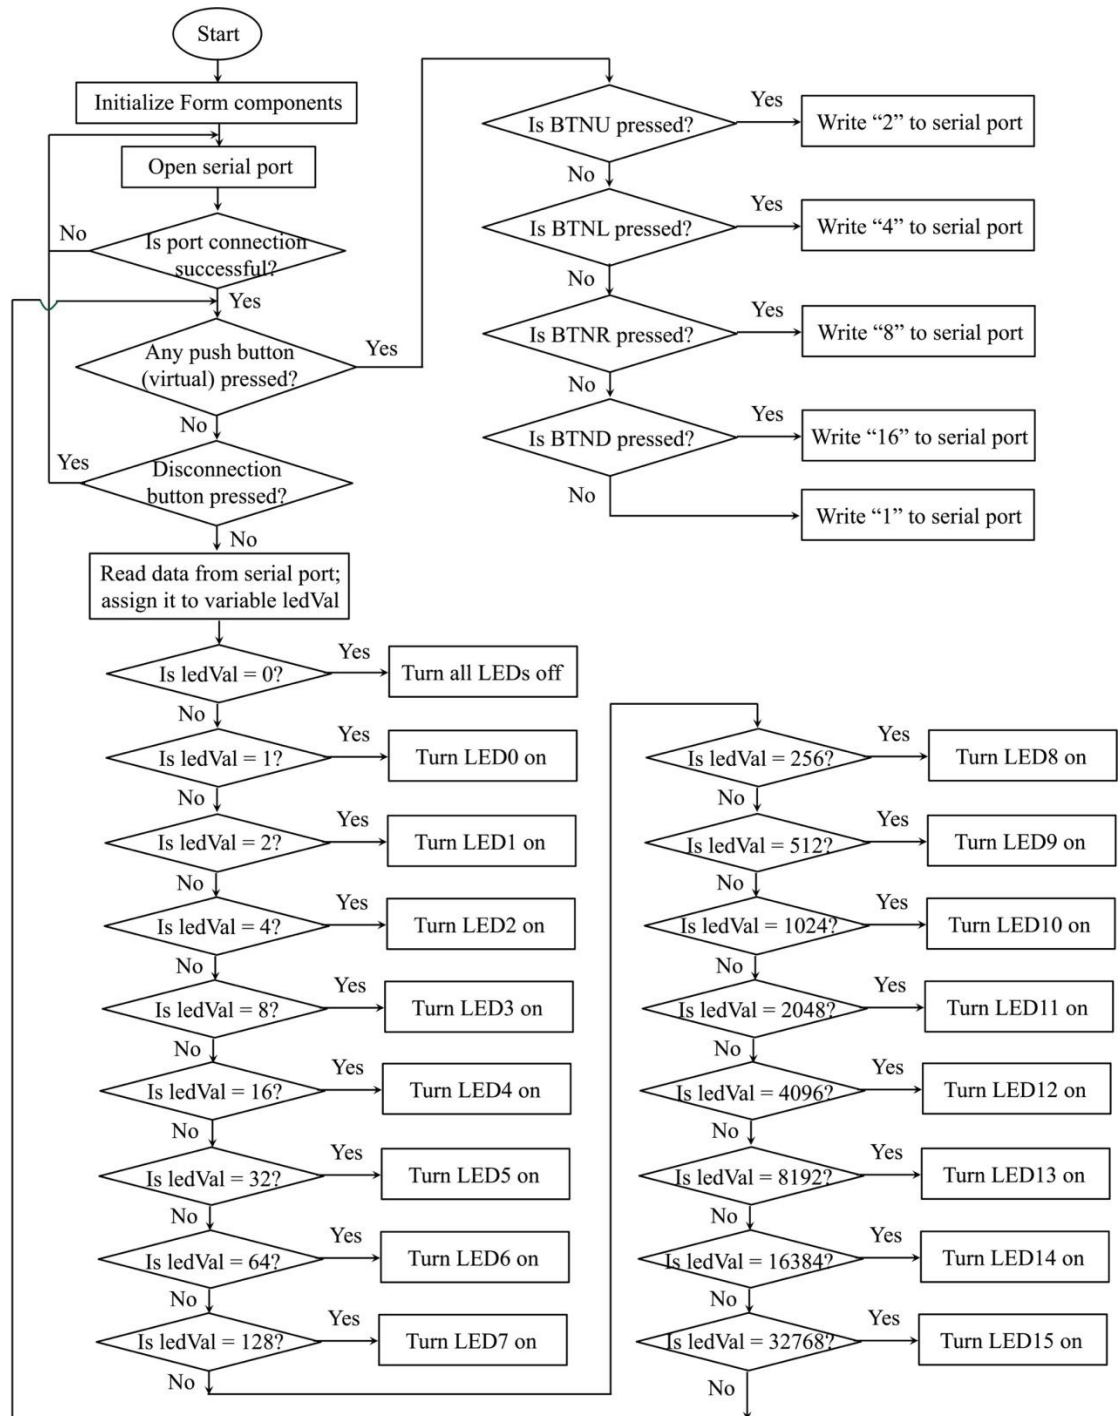 Start
Initialize Form components
Open serial port
No
Is port connection
successful?
Yes
Any push button
(virtual) pressed?
Yes
No
Yes
Disconnection
button pressed?
No
Read data from serial port;
assign it to variable ledVal
Is BTNU pressed?
Yes
Write “2” to serial port
No
Is BTNL pressed?
Yes
Write “4” to serial port
No
Is BTNR pressed?
Yes
Write “8” to serial port
No
Is BTND pressed?
Yes
Write “16” to serial port
No
Write “1” to serial port
Is ledVal = 0?
Yes
Turn all LEDs off
No
Is ledVal = 1?
Yes
Turn LED0 on
No
Is ledVal = 2?
Yes
Turn LED1 on
No
Is ledVal = 4?
Yes
Turn LED2 on
No
Is ledVal = 8?
Yes
Turn LED3 on
No
Is ledVal = 16?
Yes
Turn LED4 on
No
Is ledVal = 32?
Yes
Turn LED5 on
No
Is ledVal = 64?
Yes
Turn LED6 on
No
Is ledVal = 128?
Yes
Turn LED7 on
No
Is ledVal = 256?
Yes
Turn LED8 on
No
Is ledVal = 512?
Yes
Turn LED9 on
No
Is ledVal = 1024?
Yes
Turn LED10 on
No
Is ledVal = 2048?
Yes
Turn LED11 on
No
Is ledVal = 4096?
Yes
Turn LED12 on
No
Is ledVal = 8192?
Yes
Turn LED13 on
No
Is ledVal = 16384?
Yes
Turn LED14 on
No
Is ledVal = 32768?
Yes
Turn LED15 on
No